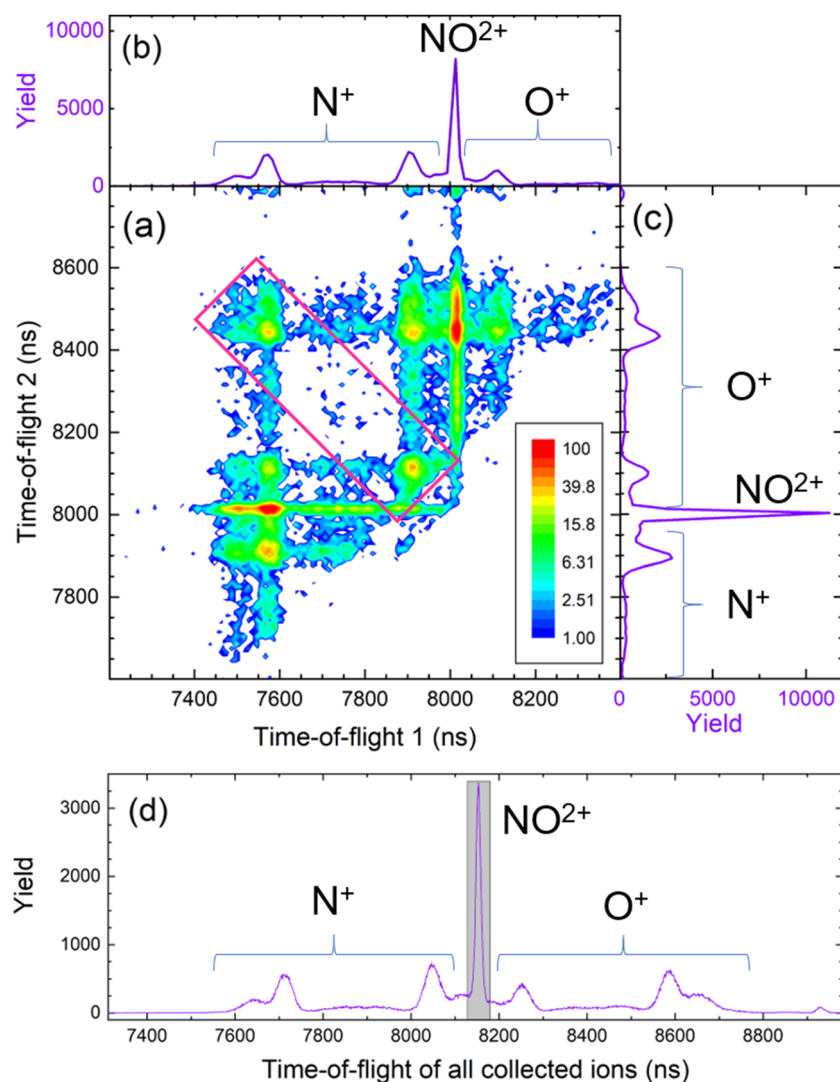 (b)
NO2+
10000
Yield
5000
0
N+
O+
(a)
(c)
8600
8400
8200
8000
7800
Time-of-flight 2 (ns)
100
39.8
15.8
6.31
2.51
1.00
O+
NO2+
N+
7400 7600 7800 8000 8200
Time-of-flight 1 (ns)
0 5000 10000
Yield
(d)
NO2+
3000
2000
1000
0
Yield
N+
O+
7400 7600 7800 8000 8200 8400 8600 8800
Time-of-flight of all collected ions (ns)